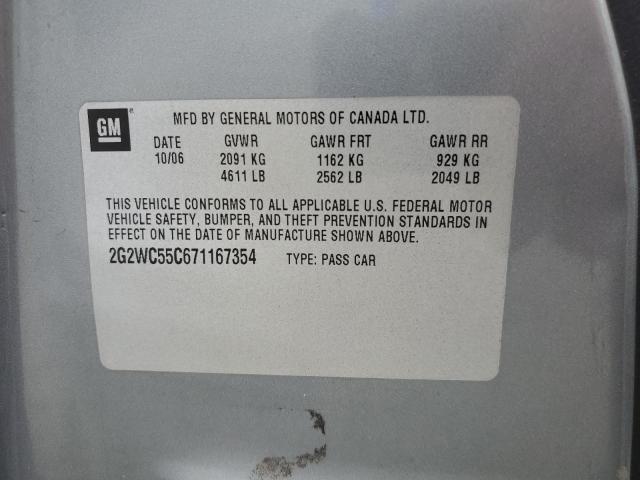 GM
MFD BY GENERAL MOTORS OF CANADA LTD.
DATE GVWR GAWR FRT GAWR RR
10/06 2091 KG 1162 KG 929 KG
4611 LB 2562 LB 2049 LB
THIS VEHICLE CONFORMS TO ALL APPLICABLE U.S. FEDERAL MOTOR
VEHICLE SAFETY, BUMPER, AND THEFT PREVENTION STANDARDS IN
EFFECT ON THE DATE OF MANUFACTURE SHOWN ABOVE.
2G2WC55C671167354 TYPE: PASS CAR